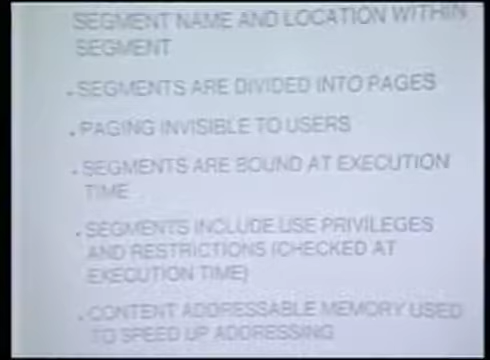 SEGMENT NAME AND LOCATION WITHIN
SEGMENT
. SEGMENTS ARE DIVIDED INTO PAGES
. PAGING INVISIBLE TO USERS
. SEGMENTS ARE BOUND AT EXECUTION
TIME
. SEGMENTS INCLUDE USE PRIVILEGES
AND RESTRICTIONS (CHECKED AT
EXECUTION TIME)
. CONTENT ADDRESSABLE MEMORY USED
TO SPEED UP ADDRESSING